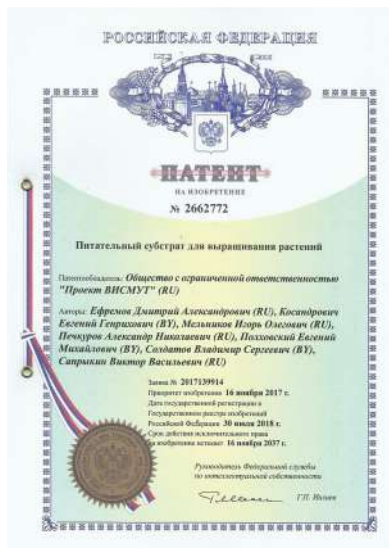 РОССИЙСКАЯ ФЕДЕРАЦИЯ
ПАТЕНТ
НА ИЗОБРЕТЕНИЕ
№ 2662772
Питательный субстрат для выращивания растений
Патентообладатель: Общество с ограниченной ответственностью
"Проект ВИСМУТ" (RU)
Авторы: Ефремов Дмитрий Александрович (RU), Косандрович
Евгений Генрихович (BY), Мельников Игорь Олегович (RU),
Печкуров Александр Николаевич (RU), Поликовский Евгений
Михайлович (BY), Солдатов Владимир Сергеевич (BY),
Сапрыкин Виктор Васильевич (RU)
Заявка № 2017139914
Приоритет изобретения 16 ноября 2017 г.
Дата государственной регистрации в
Государственном реестре изобретений
Российской Федерации 30 июля 2018 г.
Срок действия исключительного права
на изобретение истекает 16 ноября 2037 г.
Руководитель Федеральной службы
по интеллектуальной собственности
Г.П. Ивлиев